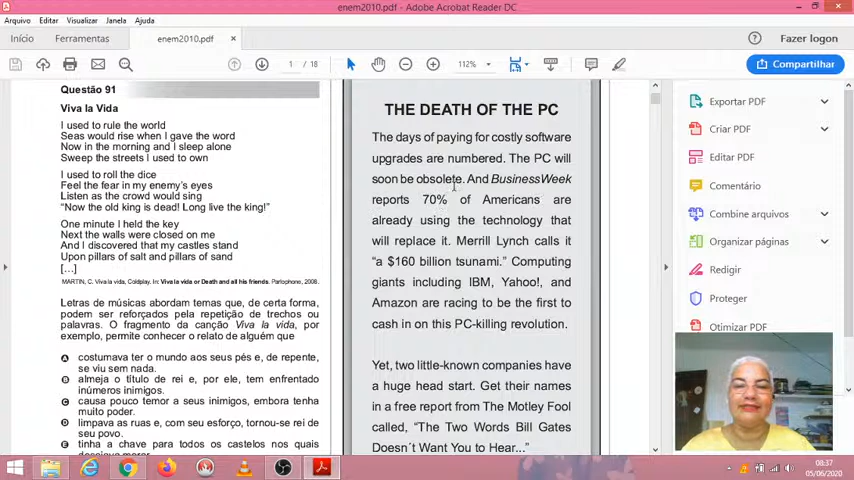 enem2010.pdf - Adobe Acrobat Reader DC
Arquivo Editar Visualizar Janela Ajuda
Início Ferramentas enem2010.pdf × Fazer logon
1 / 18 112% Compartilhar
Questão 91
Viva la Vida
I used to rule the world
Seas would rise when I gave the word
Now in the morning and I sleep alone
Sweep the streets I used to own
I used to roll the dice
Feel the fear in my enemy's eyes
Listen as the crowd would sing
"Now the old king is dead! Long live the king!"
One minute I held the key
Next the walls were closed on me
And I discovered that my castles stand
Upon pillars of salt and pillars of sand
[...]
MARTIN, C. Viva la vida, Coldplay. In: Viva la vida or Death and all his friends. Parlophone, 2008.
Letras de músicas abordam temas que, de certa forma,
podem ser reforçados pela repetição de trechos ou
palavras. O fragmento da canção Viva la vida, por
exemplo, permite conhecer o relato de alguém que
A costumava ter o mundo aos seus pés e, de repente,
se viu sem nada.
B almeja o título de rei e, por ele, tem enfrentado
inúmeros inimigos.
C causa pouco temor a seus inimigos, embora tenha
muito poder.
D limpava as ruas e, com seu esforço, tornou-se rei de
seu povo.
E tinha a chave para todos os castelos nos quais
THE DEATH OF THE PC
The days of paying for costly software
upgrades are numbered. The PC will
soon be obsolete. And BusinessWeek
reports 70% of Americans are
already using the technology that
will replace it. Merrill Lynch calls it
"a $160 billion tsunami." Computing
giants including IBM, Yahoo!, and
Amazon are racing to be the first to
cash in on this PC-killing revolution.
Yet, two little-known companies have
a huge head start. Get their names
in a free report from The Motley Fool
called, "The Two Words Bill Gates
Doesn´t Want You to Hear..."
Exportar PDF
Criar PDF
Editar PDF
Comentário
Combine arquivos
Organizar páginas
Redigir
Proteger
Otimizar PDF
08:37
05/06/2020